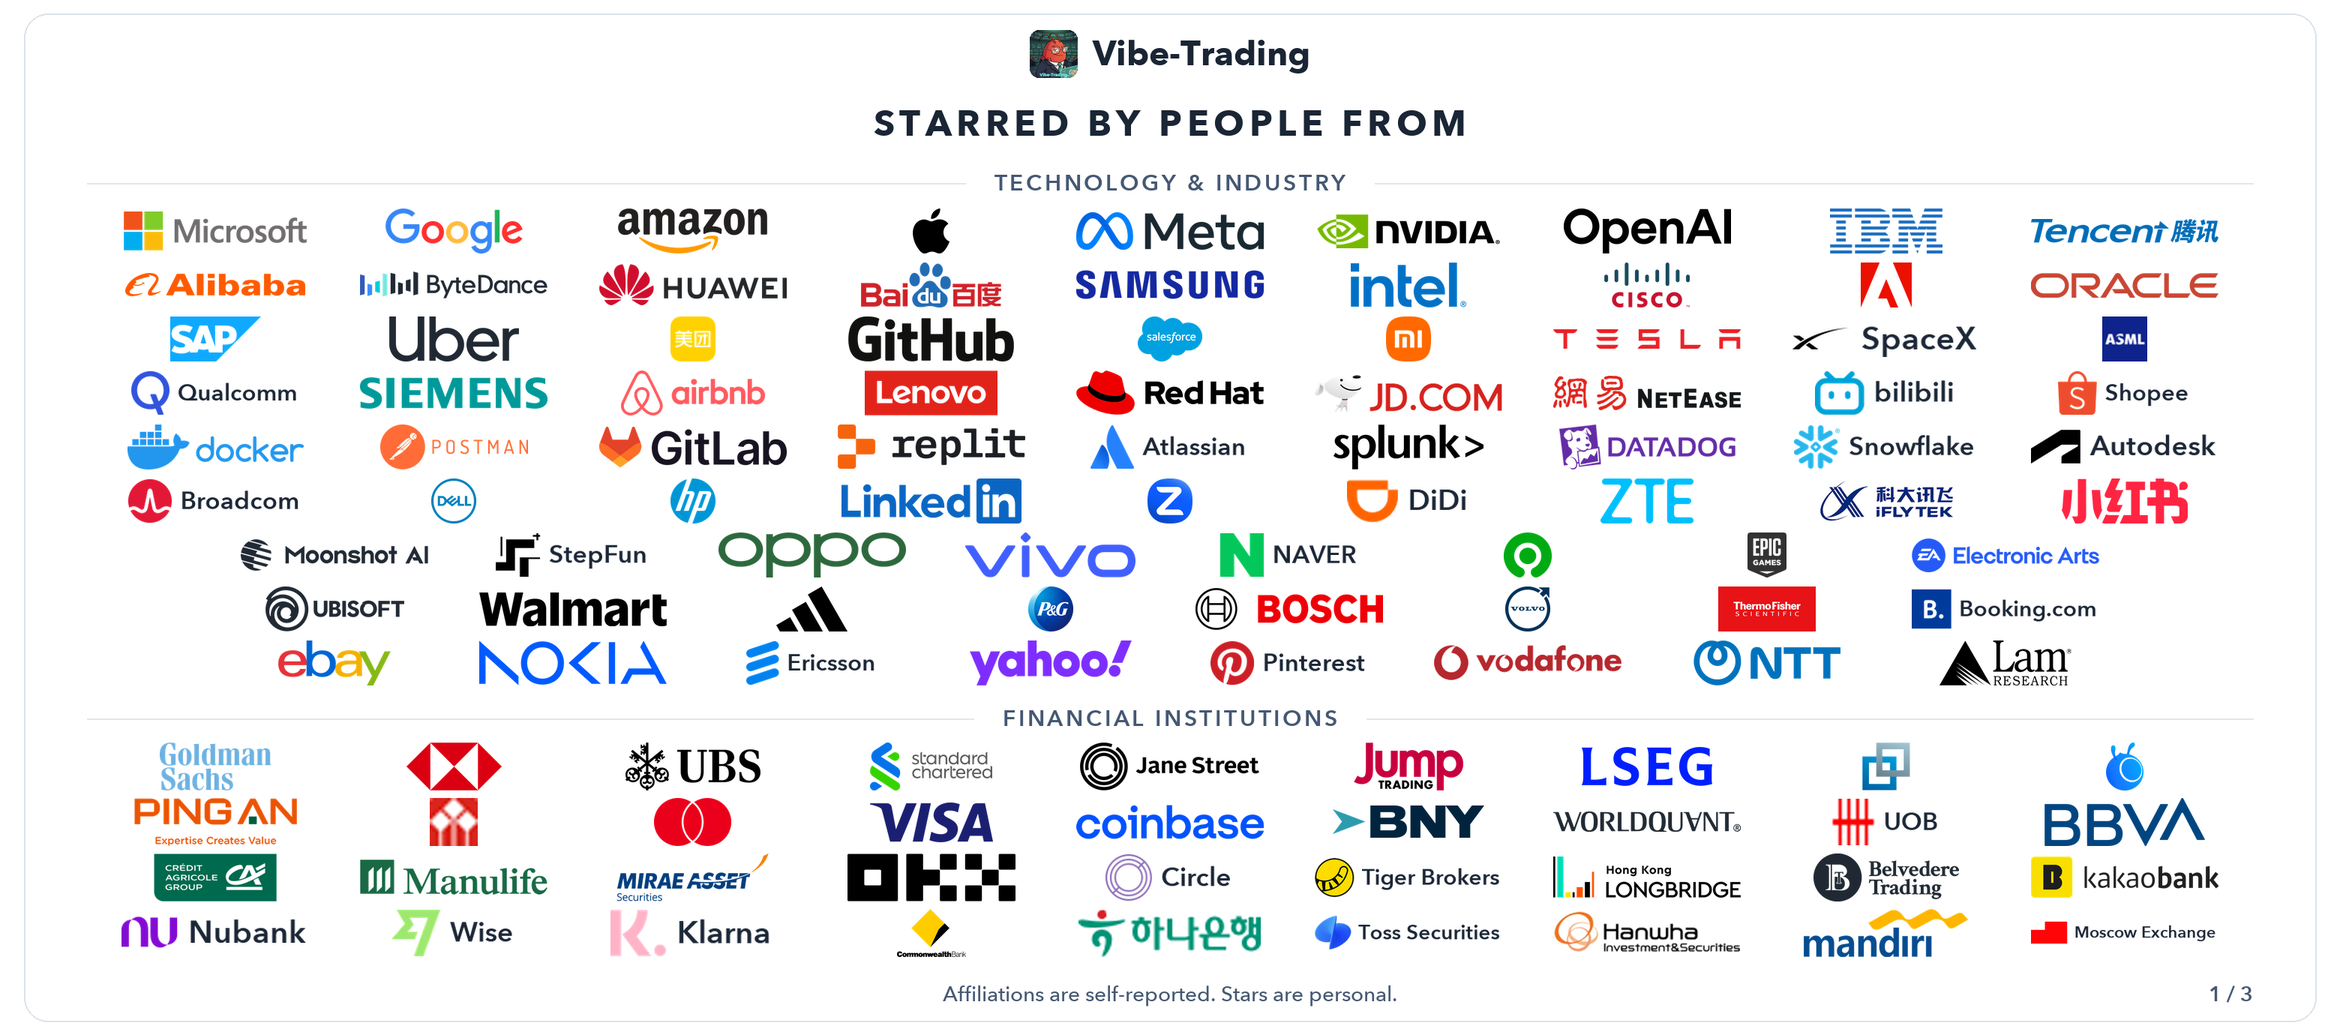 Vibe-Trading
STARRED BY PEOPLE FROM
TECHNOLOGY & INDUSTRY
Microsoft Google amazon Meta NVIDIA. OpenAI IBM Tencent 腾讯
Alibaba ByteDance HUAWEI Bai du 百度 SAMSUNG intel. CISCO ORACLE
SAP Uber 美团 GitHub salesforce mi TESLA SpaceX ASML
Qualcomm SIEMENS airbnb Lenovo Red Hat JD.COM 網易 NETEASE bilibili Shopee
docker POSTMAN GitLab replit Atlassian splunk> DATADOG Snowflake Autodesk
Broadcom DELL hp Linked in Z DiDi ZTE 科大讯飞 iFLYTEK 小红书
Moonshot AI StepFun oppo vivo N NAVER EPIC GAMES EA Electronic Arts
UBISOFT Walmart P&G BOSCH VOLVO ThermoFisher SCIENTIFIC B. Booking.com
ebay NOKIA Ericsson yahoo! Pinterest vodafone NTT Lam RESEARCH
FINANCIAL INSTITUTIONS
Goldman Sachs UBS standard chartered Jane Street Jump TRADING LSEG
PING AN Expertise Creates Value VISA coinbase BNY WORLDQUANT® UOB BBVA
CRÉDIT AGRICOLE GROUP CA Manulife MIRAE ASSET Securities OKX Circle Tiger Brokers Hong Kong LONGBRIDGE B Belvedere Trading B kakaobank
nu Nubank Wise K. Klarna CommonwealthBank 하나은행 Toss Securities Hanwha Investment&Securities mandiri Moscow Exchange
Affiliations are self-reported. Stars are personal.
1 / 3